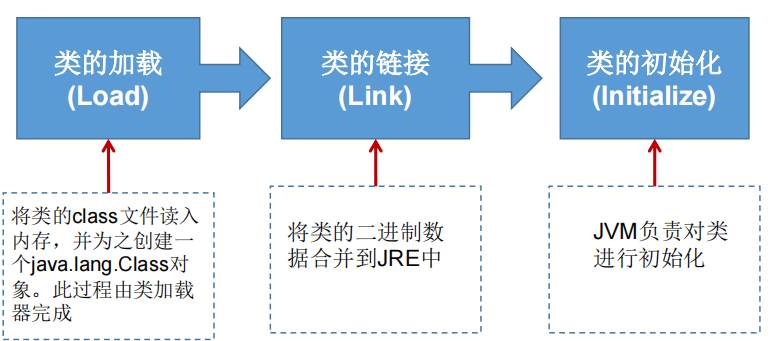 类的加载
(Load)
类的链接
(Link)
类的初始化
(Initialize)
将类的class文件读入
内存，并为之创建一
个java.lang.Class对
象。此过程由类加载
器完成
将类的二进制数
据合并到JRE中
JVM负责对类
进行初始化